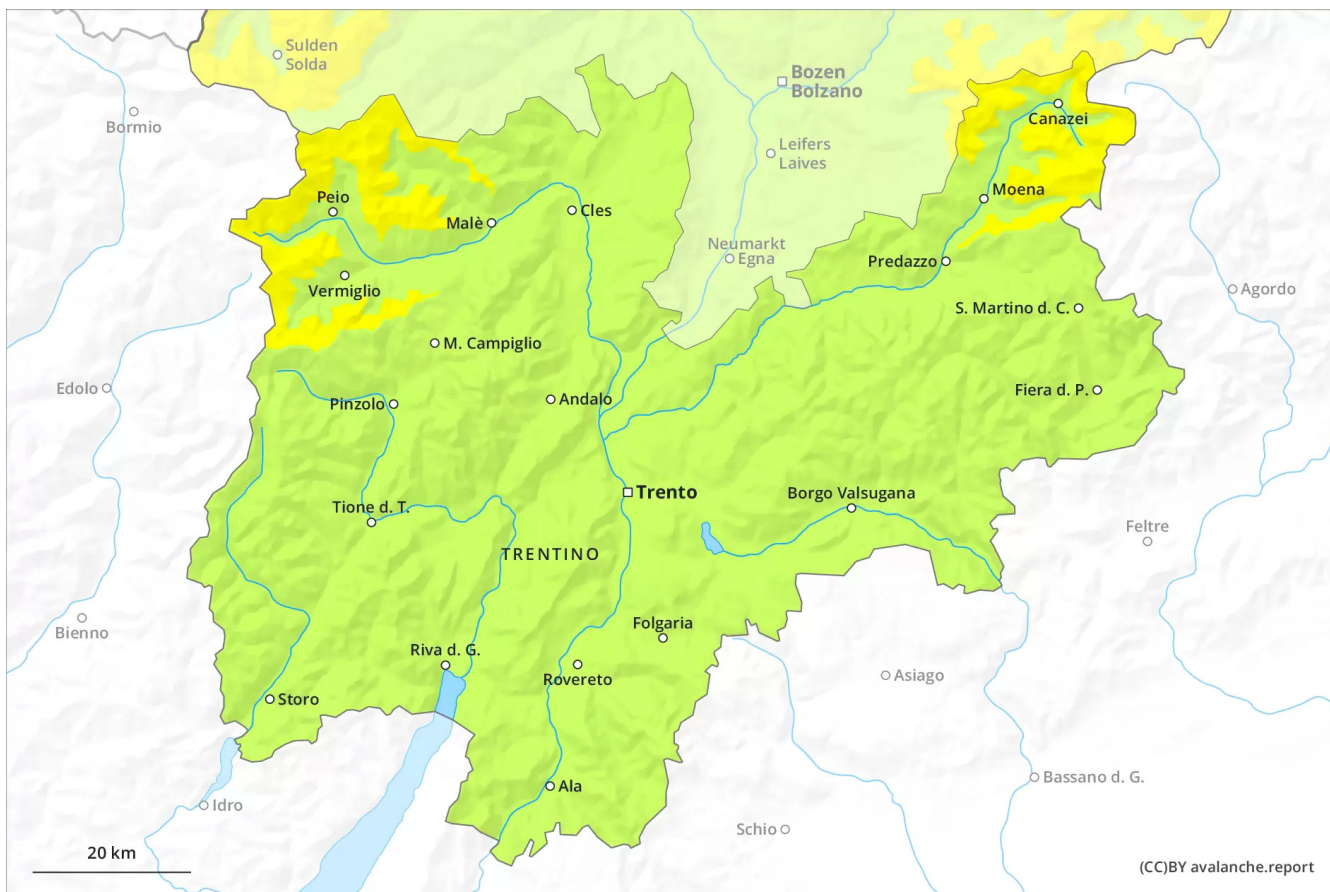 Sulden
Solda
Bozen
Bolzano
Bormio
Canazei
Leifers
Laives
Peio
Moena
Malè
Cles
Neumarkt
Egna
Predazzo
Vermiglio
Agordo
S. Martino d. C.
M. Campiglio
Edolo
Pinzolo
Andalo
Fiera d. P.
Trento
Borgo Valsugana
Tione d. T.
Feltre
TRENTINO
Bienno
Folgaria
Riva d. G.
Rovereto
Asiago
Storo
Bassano d. G.
Ala
Idro
Schio
20 km
(CC)BY avalanche.report